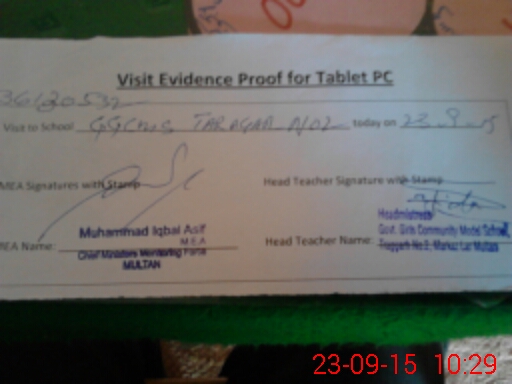 Visit Evidence Proof for Tablet PC
Visit to School GGCMS TARAGAR NO2 today on 23.9.15
MEA Signatures with Stamp
Head Teacher Signature with Stamp
Muhammad Iqbal Asif
M.E.A
Chief Ministers Monitoring Force
MULTAN
MEA Name:
Head Teacher Name:
Headmistress
Govt. Girls Community Model School
No.2, Markaz Lar Multan
23-09-15 10:29